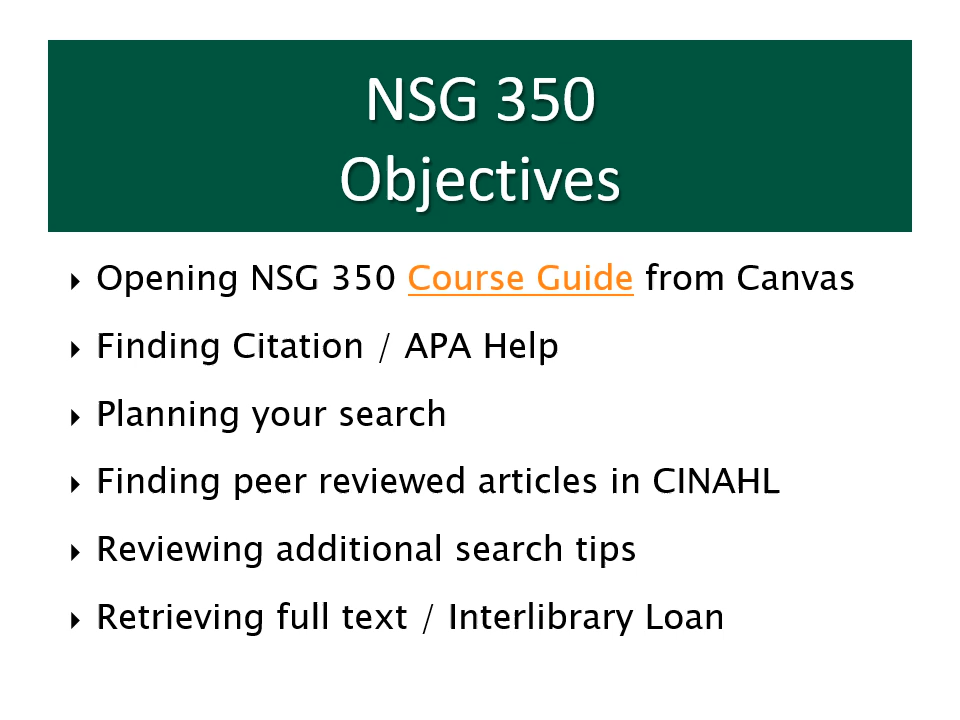 NSG 350
Objectives
Opening NSG 350 Course Guide from Canvas
Finding Citation / APA Help
Planning your search
Finding peer reviewed articles in CINAHL
Reviewing additional search tips
Retrieving full text / Interlibrary Loan